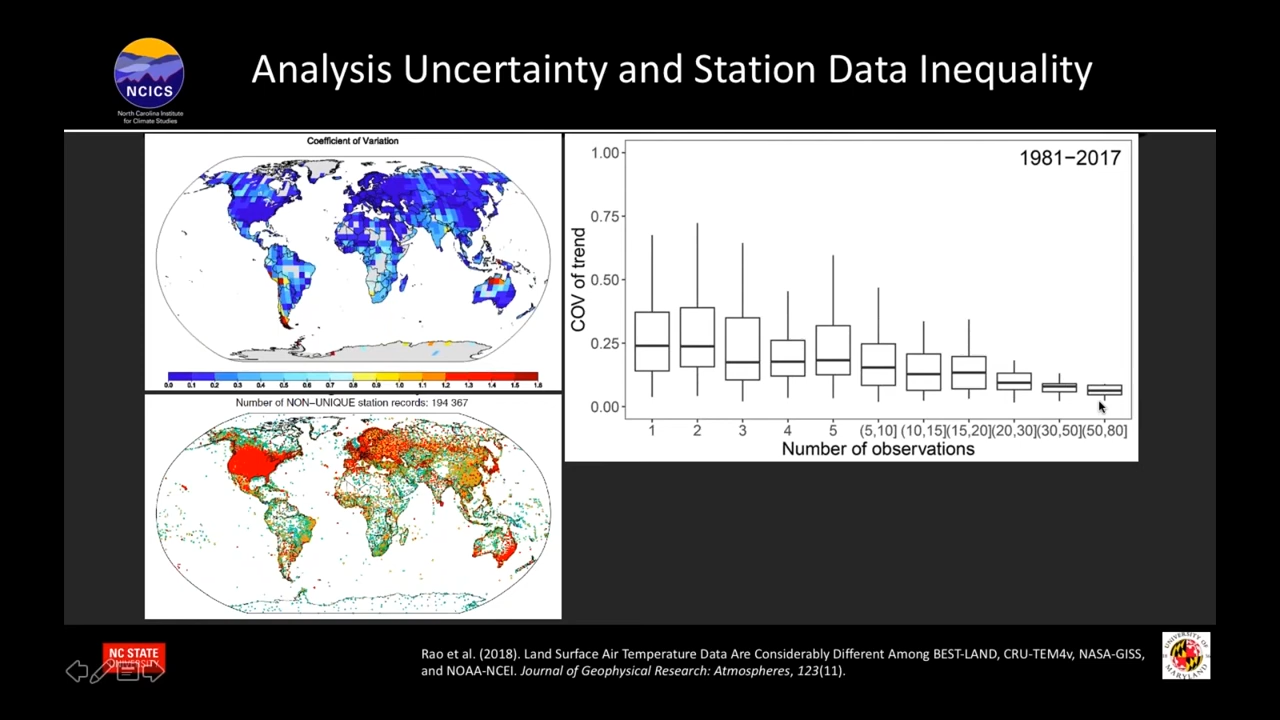 NCICS
North Carolina Institute
for Climate Studies
Analysis Uncertainty and Station Data Inequality
Coefficient of Variation
0.0 0.1 0.2 0.3 0.4 0.5 0.6 0.7 0.8 0.9 1.0 1.1 1.2 1.3 1.4 1.5 1.6
Number of NON−UNIQUE station records: 194 367
1981−2017
COV of trend
1.00
0.75
0.50
0.25
0.00
1 2 3 4 5 (5,10] (10,15] (15,20] (20,30] (30,50] (50,80]
Number of observations
NC STATE
UNIVERSITY
Rao et al. (2018). Land Surface Air Temperature Data Are Considerably Different Among BEST-LAND, CRU-TEM4v, NASA-GISS,
and NOAA-NCEI. Journal of Geophysical Research: Atmospheres, 123(11).
UNIVERSITY OF
MARYLAND